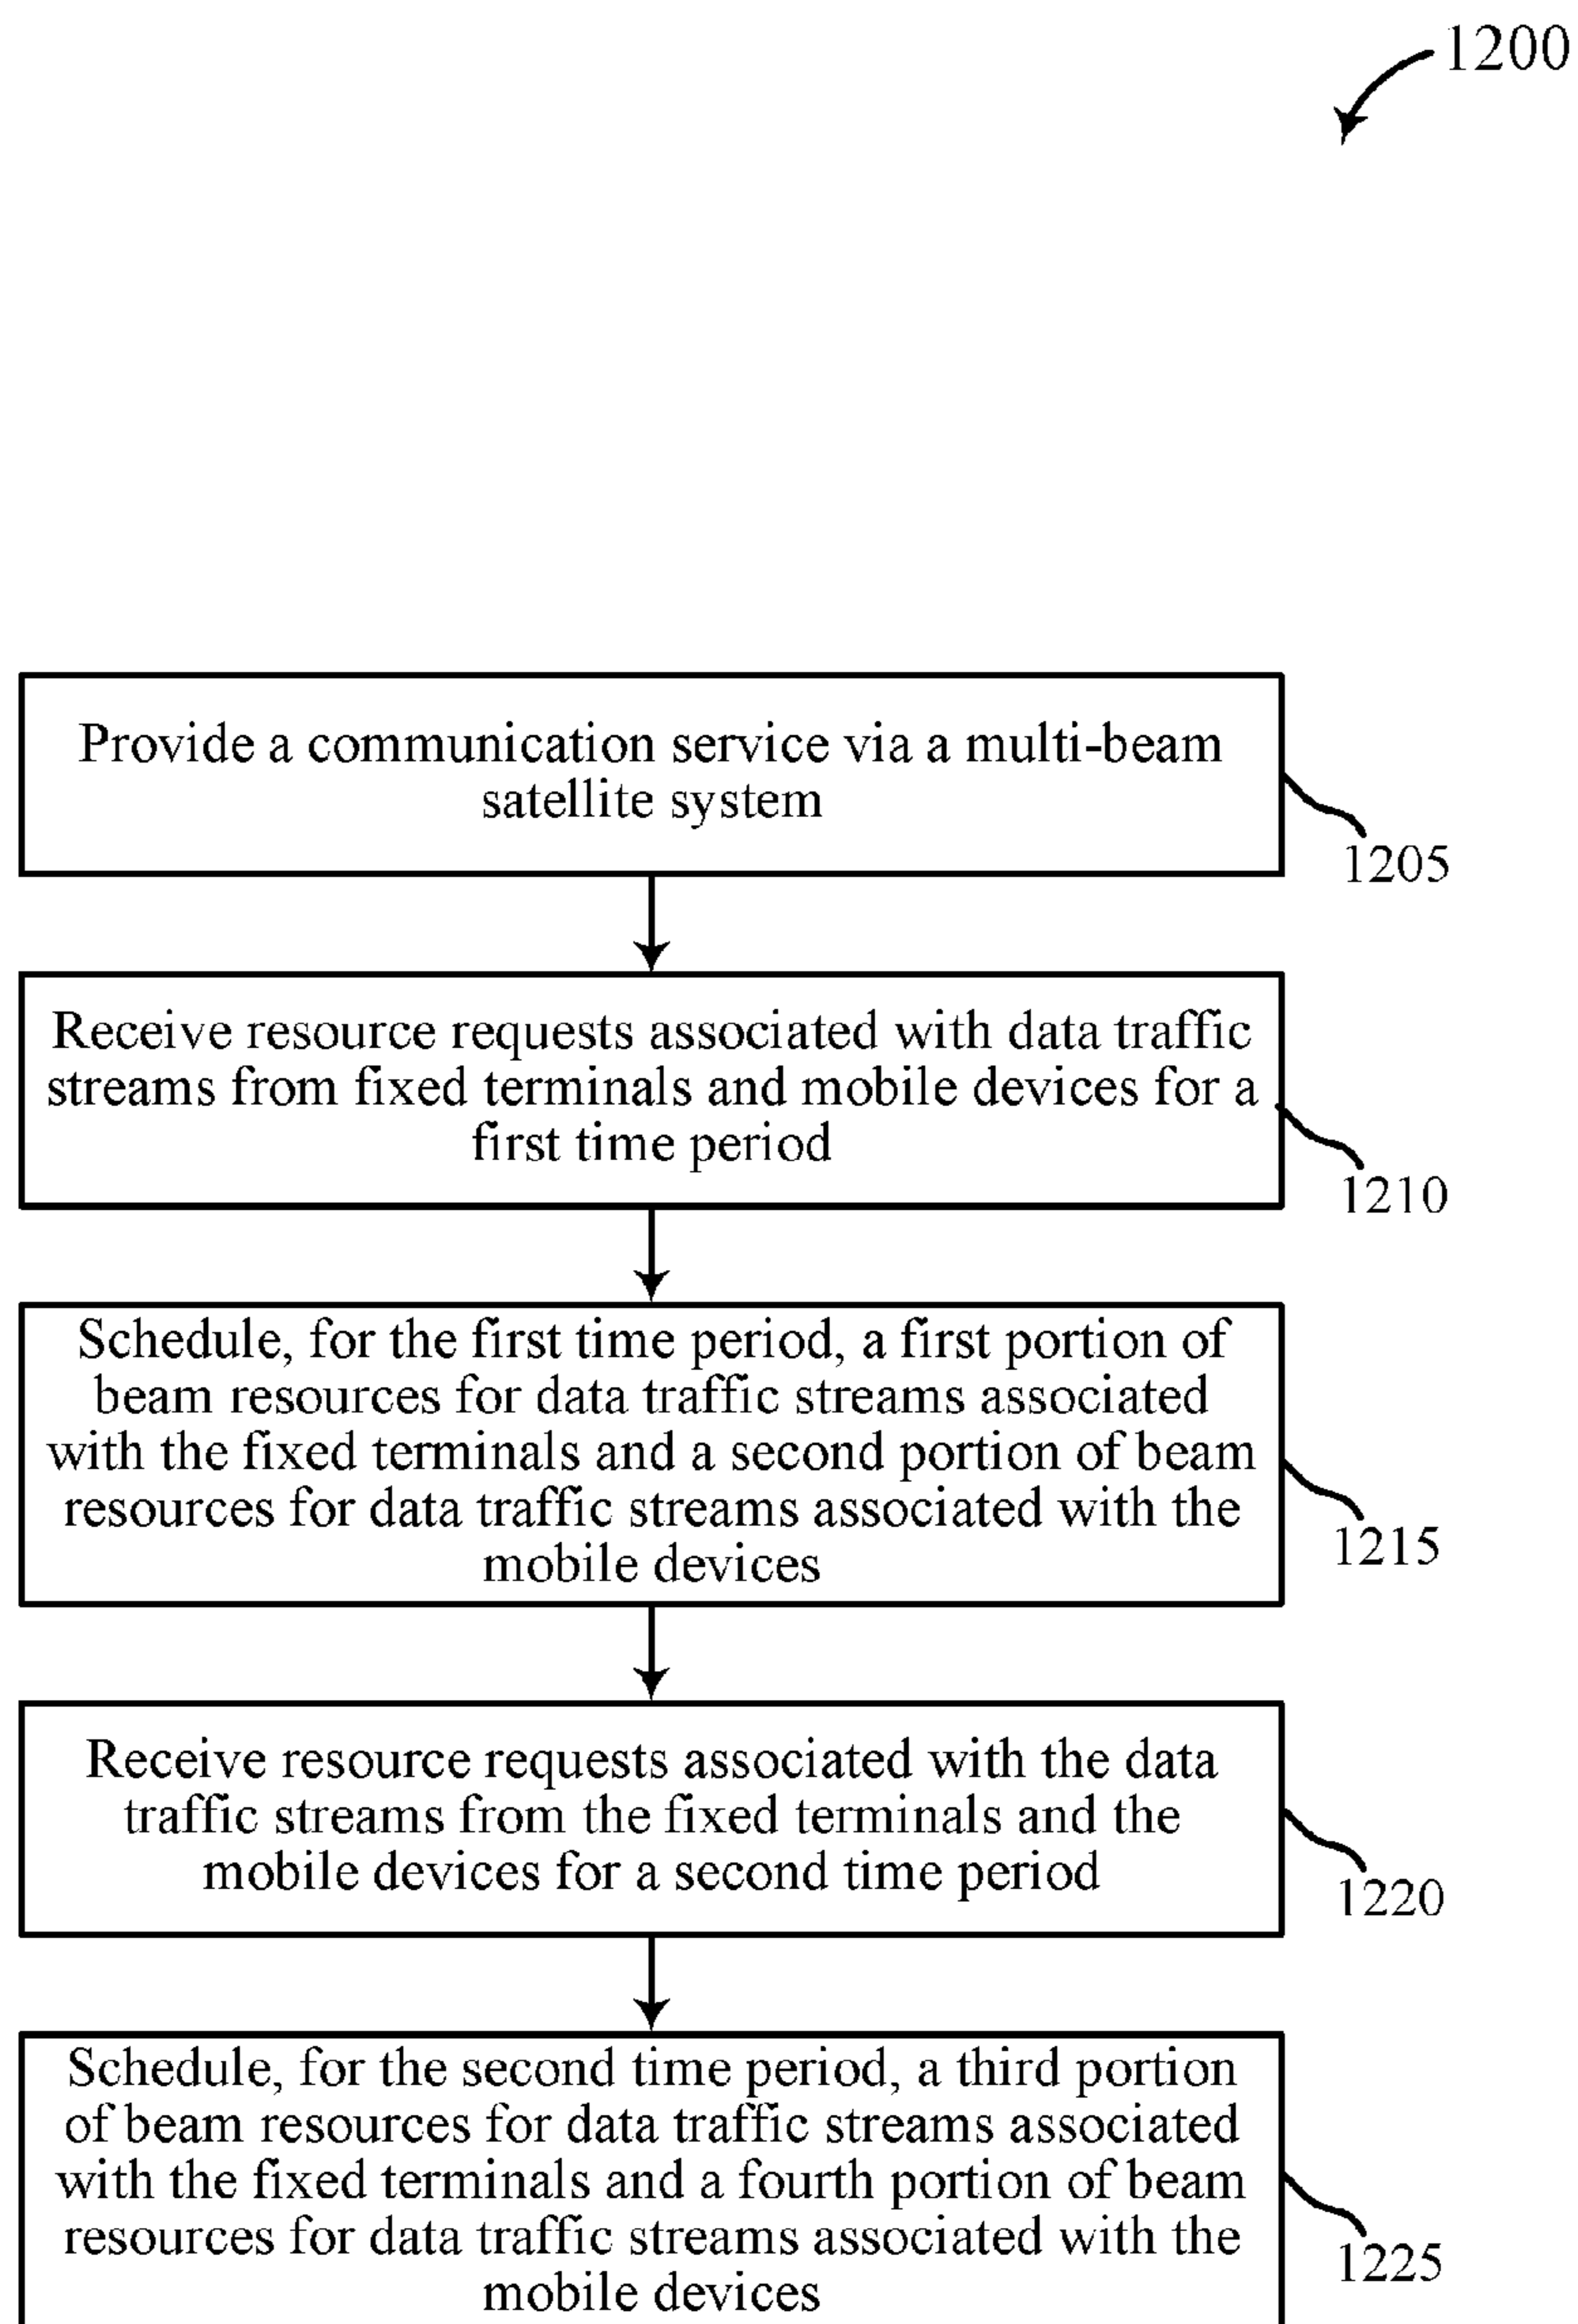 1200
Provide a communication service via a multi-beam
satellite system
1205
Receive resource requests associated with data traffic
streams from fixed terminals and mobile devices for a
first time period
1210
Schedule, for the first time period, a first portion of
beam resources for data traffic streams associated
with the fixed terminals and a second portion of beam
resources for data traffic streams associated with the
mobile devices
1215
Receive resource requests associated with the data
traffic streams from the fixed terminals and the
mobile devices for a second time period
1220
Schedule, for the second time period, a third portion
of beam resources for data traffic streams associated
with the fixed terminals and a fourth portion of beam
resources for data traffic streams associated with the
mobile devices
1225